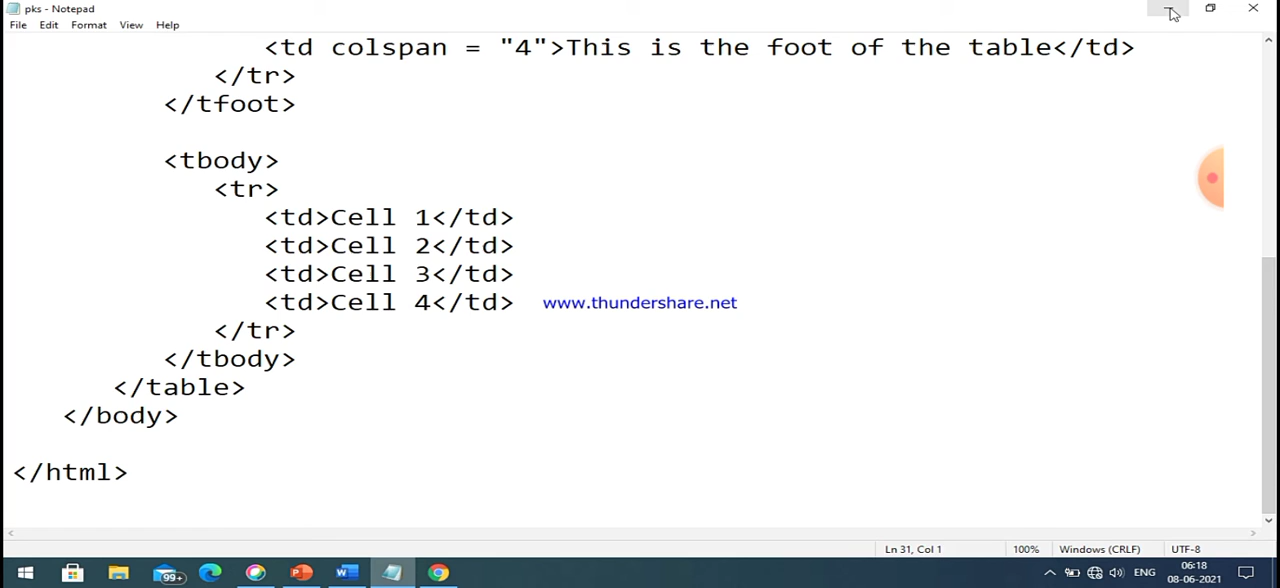 pks - Notepad
File Edit Format View Help
<td colspan = "4">This is the foot of the table</td>
</tr>
</tfoot>
<tbody>
<tr>
<td>Cell 1</td>
<td>Cell 2</td>
<td>Cell 3</td>
<td>Cell 4</td> www.thundershare.net
</tr>
</tbody>
</table>
</body>
</html>
Ln 31, Col 1 100% Windows (CRLF) UTF-8
99+ ENG 06:18
08-06-2021